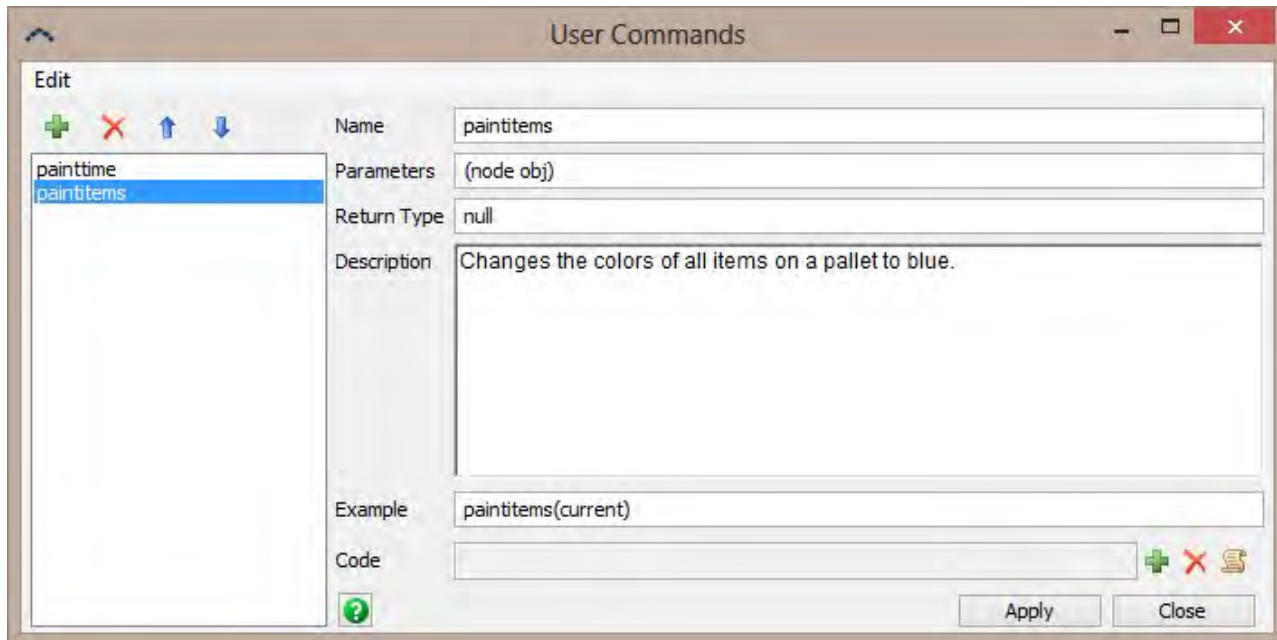 User Commands
Edit
Name paintitems
painttime
paintitems
Parameters (node obj)
Return Type null
Description Changes the colors of all items on a pallet to blue.
Example paintitems(current)
Code
Apply Close